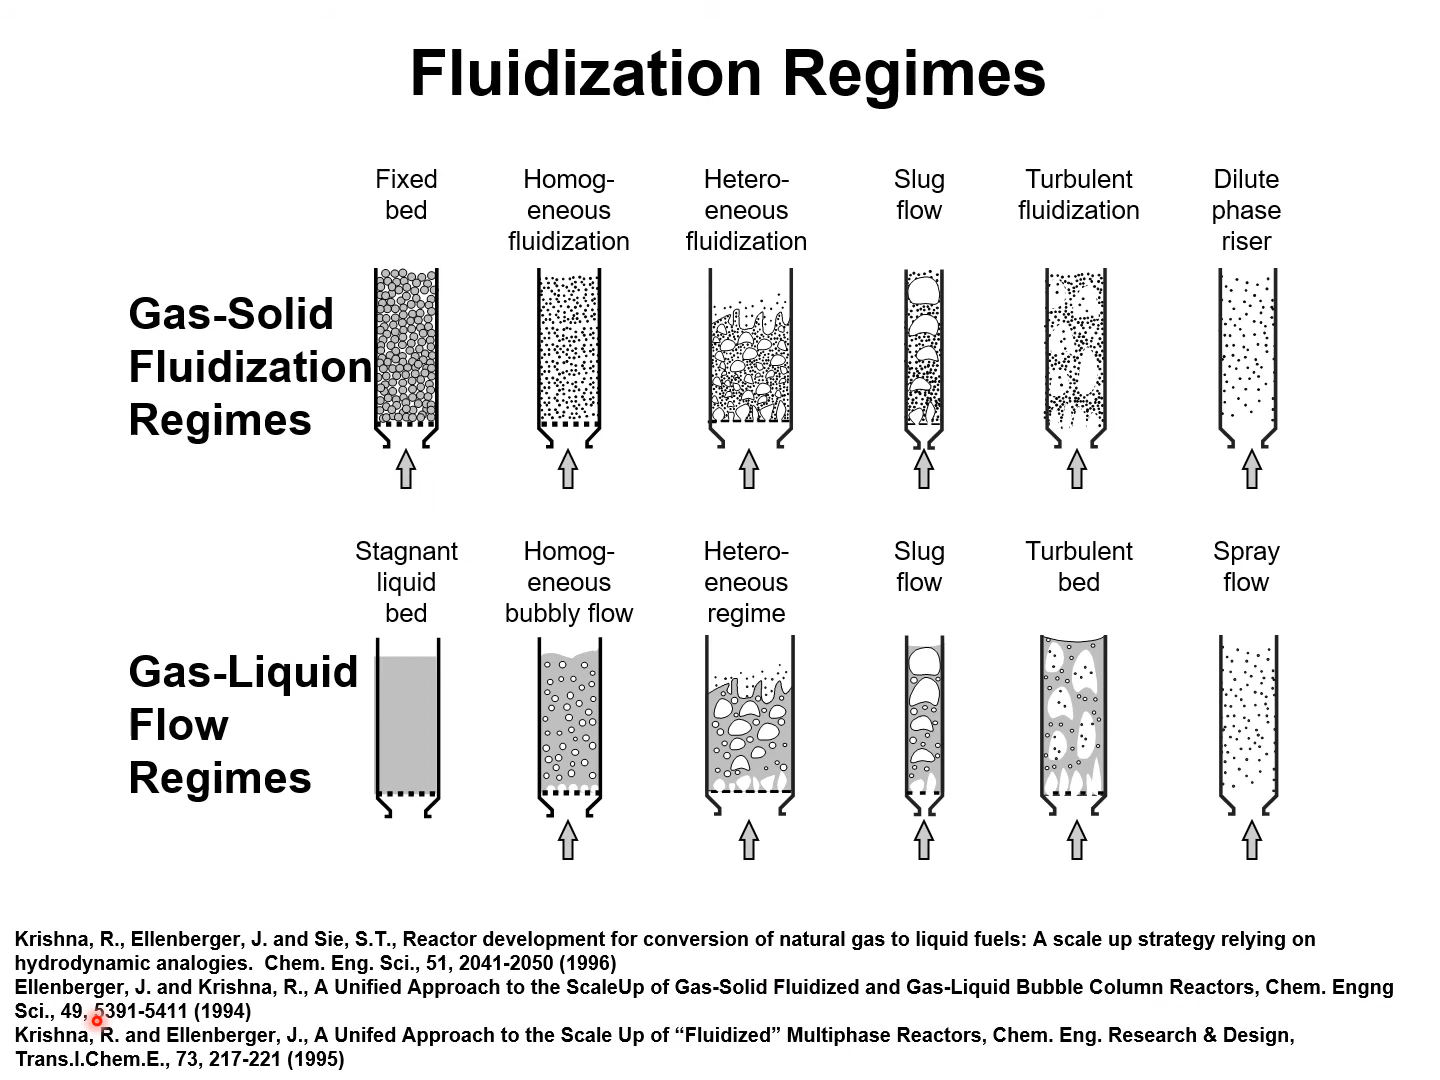 Fluidization Regimes
Fixed
bed
Homog-
eneous
fluidization
Hetero-
eneous
fluidization
Slug
flow
Turbulent
fluidization
Dilute
phase
riser
Gas-Solid
Fluidization
Regimes
Stagnant
liquid
bed
Homog-
eneous
bubbly flow
Hetero-
eneous
regime
Slug
flow
Turbulent
bed
Spray
flow
Gas-Liquid
Flow
Regimes
Krishna, R., Ellenberger, J. and Sie, S.T., Reactor development for conversion of natural gas to liquid fuels: A scale up strategy relying on
hydrodynamic analogies.  Chem. Eng. Sci., 51, 2041-2050 (1996)
Ellenberger, J. and Krishna, R., A Unified Approach to the ScaleUp of Gas-Solid Fluidized and Gas-Liquid Bubble Column Reactors, Chem. Engng
Sci., 49, 5391-5411 (1994)
Krishna, R. and Ellenberger, J., A Unifed Approach to the Scale Up of “Fluidized” Multiphase Reactors, Chem. Eng. Research & Design,
Trans.I.Chem.E., 73, 217-221 (1995)